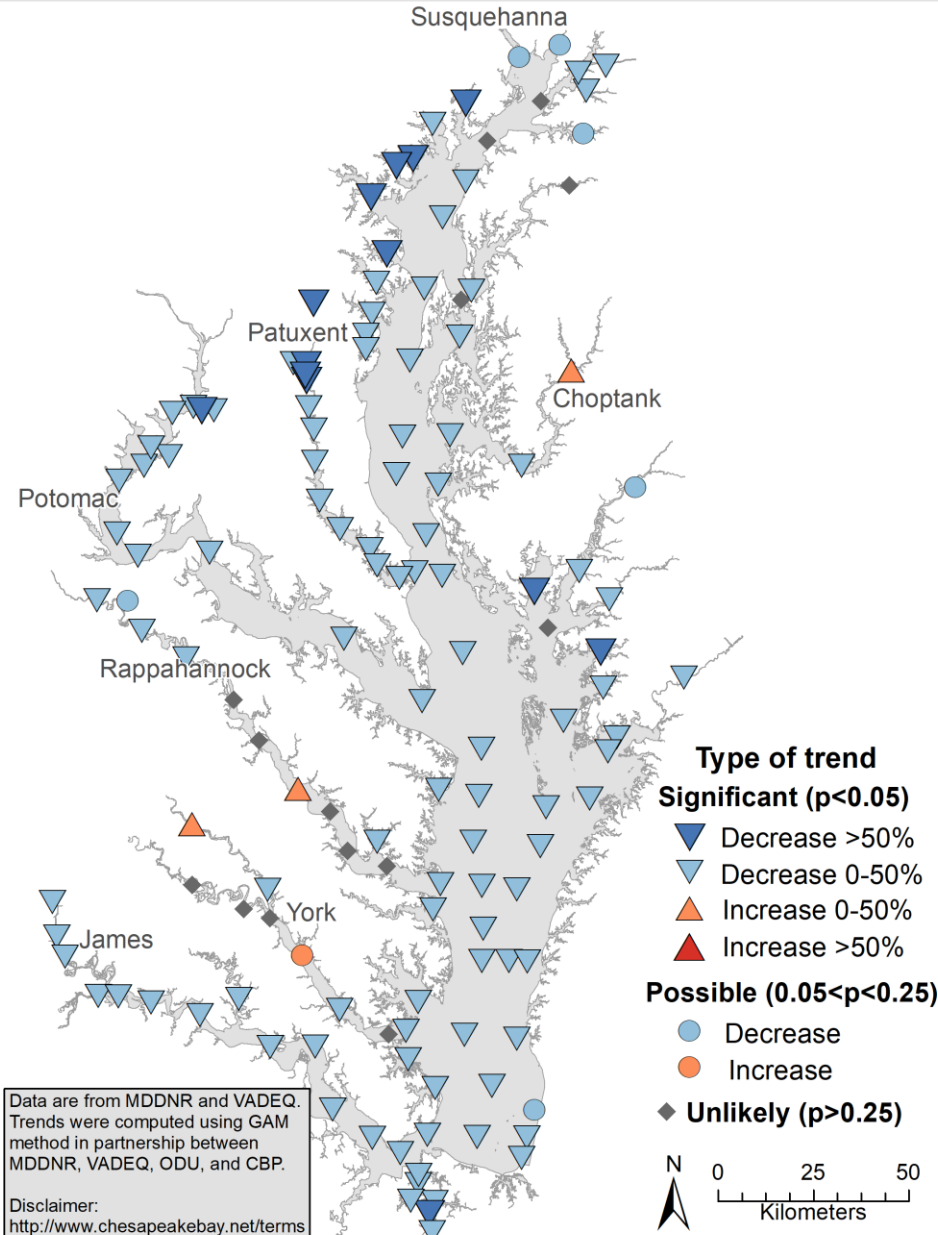 Susquehanna
Patuxent
Choptank
Potomac
Rappahannock
York
James
Type of trend
Significant (p<0.05)
Decrease >50%
Decrease 0-50%
Increase 0-50%
Increase >50%
Possible (0.05<p<0.25)
Decrease
Increase
Unlikely (p>0.25)
Data are from MDDNR and VADEQ.
Trends were computed using GAM
method in partnership between
MDDNR, VADEQ, ODU, and CBP.
Disclaimer:
http://www.chesapeakebay.net/terms
N
0 25 50
Kilometers